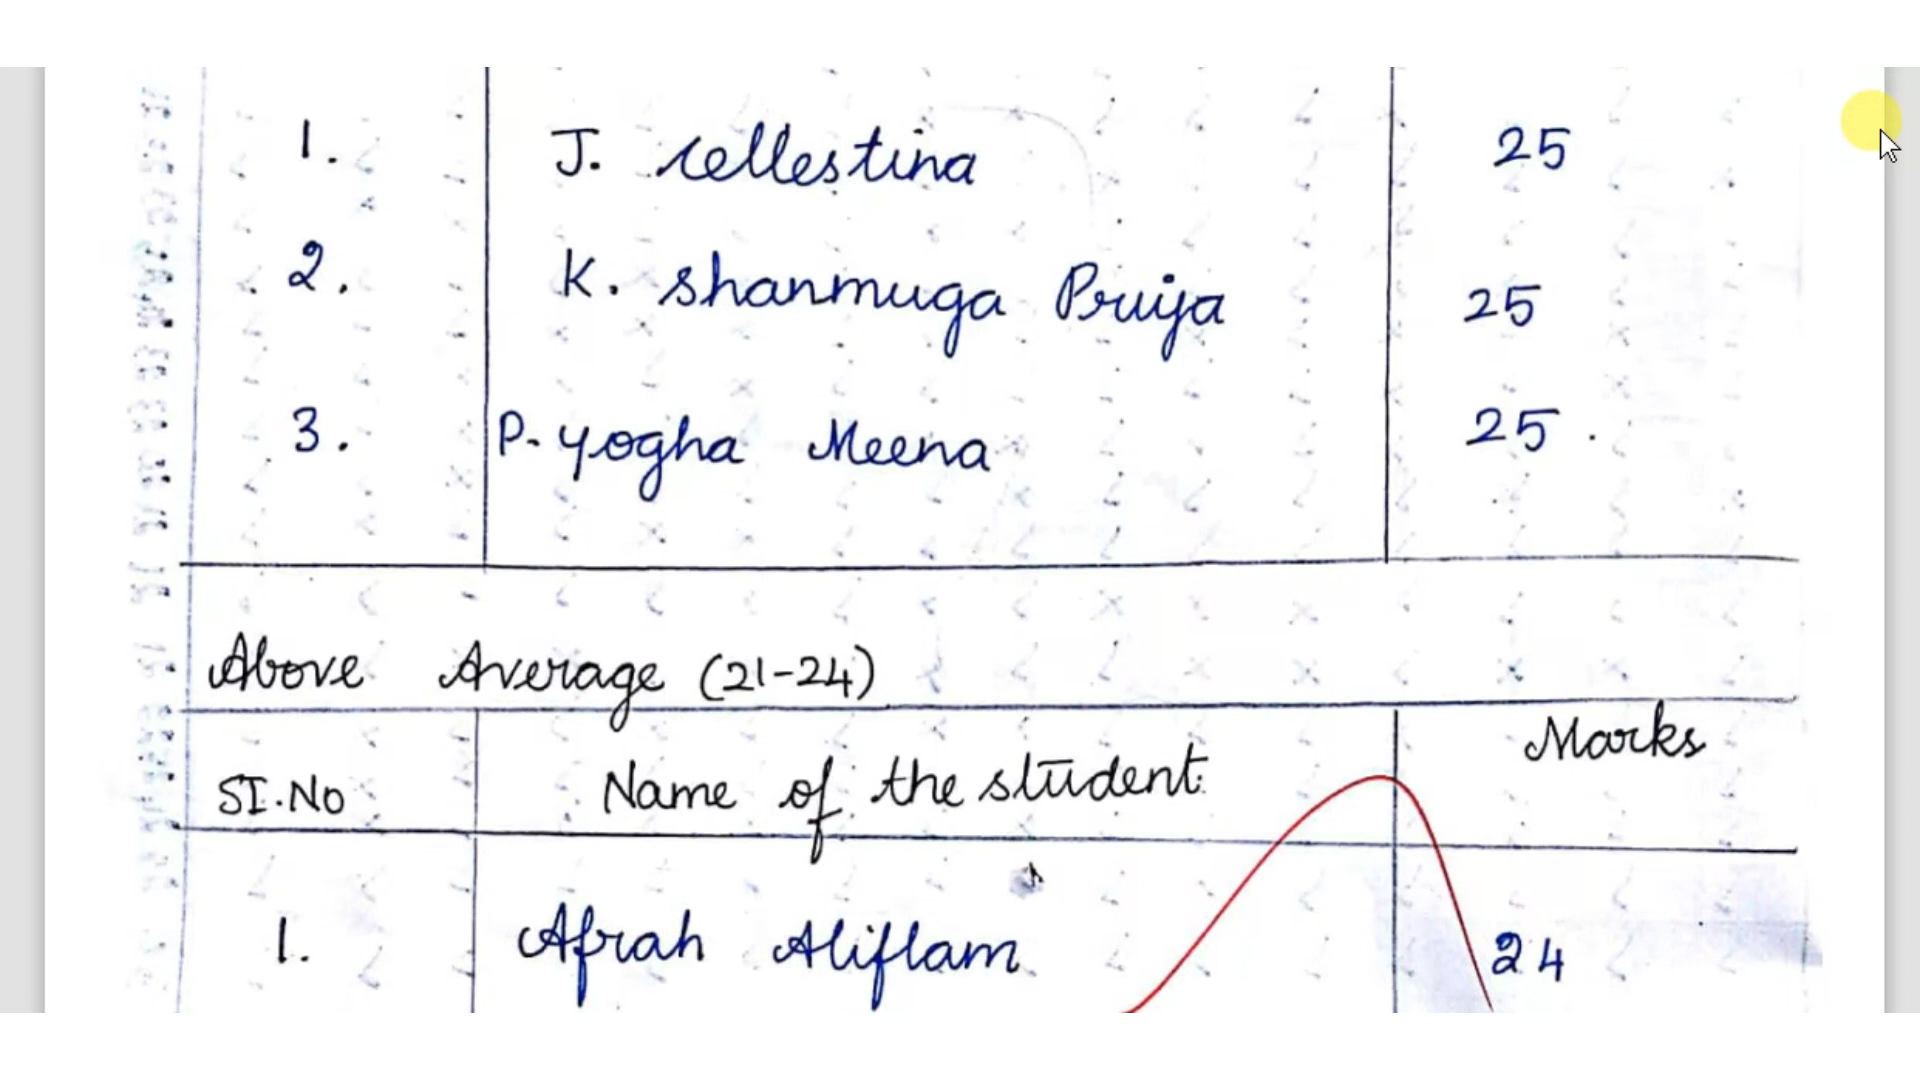 1. J. Cellestina 25
2. K. Shanmuga Priya 25
3. P. Yogha Meena 25.
Above Average (21-24)
SI.No Name of the student Marks
1. Afrah Aliflam 24